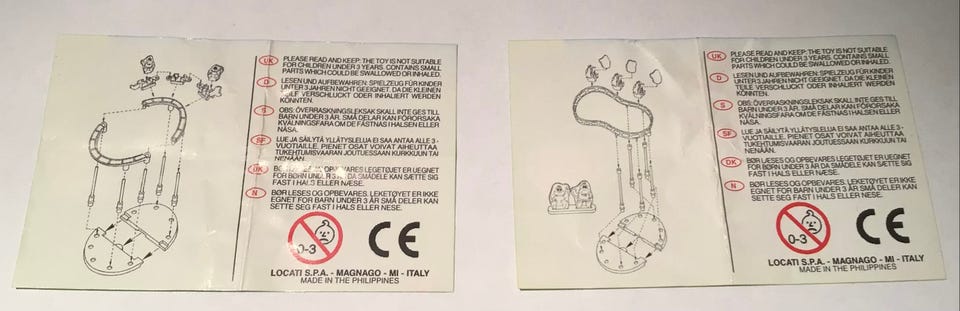 UK PLEASE READ AND KEEP: THE TOY IS NOT SUITABLE
FOR CHILDREN UNDER 3 YEARS. CONTAINS SMALL
PARTS WHICH COULD BE SWALLOWED OR INHALED.
D LESEN UND AUFBEWAHREN: SPIELZEUG FÜR KINDER
UNTER 3 JAHREN NICHT GEEIGNET. DA DIE KLEINEN
TEILE VERSCHLUCKT ODER INHALIERT WERDEN
KÖNNTEN.
S OBS: ÖVERRASKNINGSLEKSAK SKALL INTE GES TILL
BARN UNDER 3 ÅR. SMÅ DELAR KAN FÖRORSAKA
KVÄLNINGSFARA OM DE FASTNAS I HALSEN ELLER
NÄSA.
SF LUE JA SÄILYTÄ YLLÄTYSLELUJA EI SAA ANTAA ALLE 3 -
VUOTIAILLE. PIENET OSAT VOIVAT AIHEUTTAA
TUKEHTUMISVAARAN JOUTUESSAAN KURKKUUN TAI
NENÄÄN.
DK BØR LÆSES OG OPBEVARES. LEGETØJET ER UEGNET
FOR BØRN UNDER 3 ÅR DA SMÅDELE KAN SÆTTE SIG
FAST I HALS ELLER NÆSE.
N BØR LESES OG OPBEVARES. LEKETØYET ER IKKE
EGNET FOR BARN UNDER 3 ÅR SMÅ DELER KAN
SETTE SEG FAST I HALS ELLER NESE.
0-3
CE
LOCATI S.P.A. - MAGNAGO - MI - ITALY
MADE IN THE PHILIPPINES
UK PLEASE READ AND KEEP: THE TOY IS NOT SUITABLE
FOR CHILDREN UNDER 3 YEARS. CONTAINS SMALL
PARTS WHICH COULD BE SWALLOWED OR INHALED.
D LESEN UND AUFBEWAHREN: SPIELZEUG FÜR KINDER
UNTER 3 JAHREN NICHT GEEIGNET. DA DIE KLEINEN
TEILE VERSCHLUCKT ODER INHALIERT WERDEN
KÖNNTEN.
S OBS: ÖVERRASKNINGSLEKSAK SKALL INTE GES TILL
BARN UNDER 3 ÅR. SMÅ DELAR KAN FÖRORSAKA
KVÄLNINGSFARA OM DE FASTNAS I HALSEN ELLER
NÄSA.
SF LUE JA SÄILYTÄ YLLÄTYSLELUJA EI SAA ANTAA ALLE 3 -
VUOTIAILLE. PIENET OSAT VOIVAT AIHEUTTAA
TUKEHTUMISVAARAN JOUTUESSAAN KURKKUUN TAI
NENÄÄN.
DK BØR LÆSES OG OPBEVARES. LEGETØJET ER UEGNET
FOR BØRN UNDER 3 ÅR DA SMÅDELE KAN SÆTTE SIG
FAST I HALS ELLER NÆSE.
N BØR LESES OG OPBEVARES. LEKETØYET ER IKKE
EGNET FOR BARN UNDER 3 ÅR SMÅ DELER KAN
SETTE SEG FAST I HALS ELLER NESE.
0-3
CE
LOCATI S.P.A. - MAGNAGO - MI - ITALY
MADE IN THE PHILIPPINES